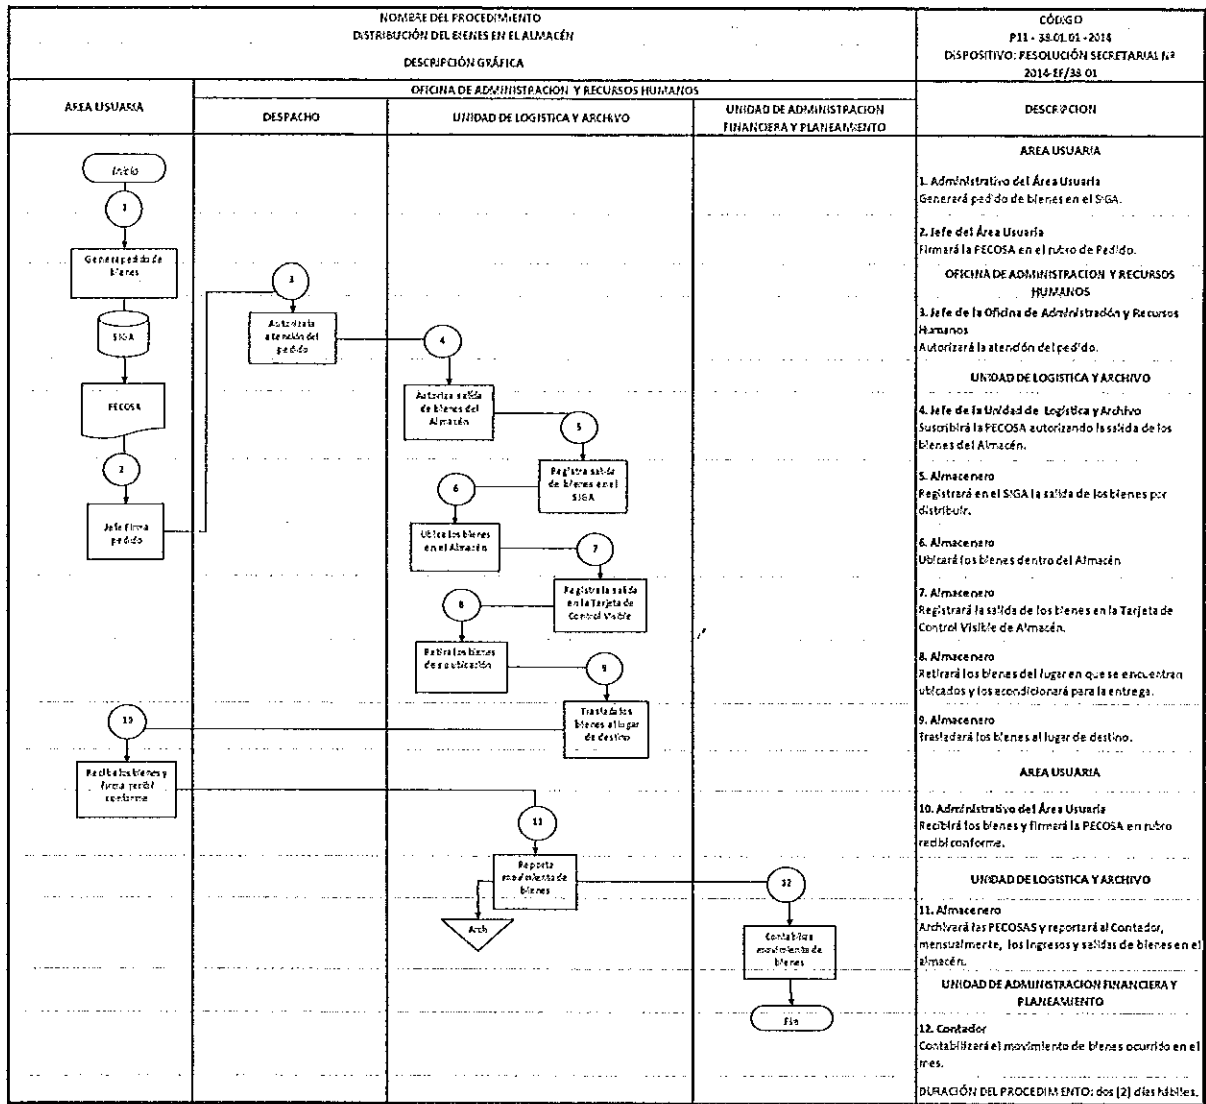 NOMBRE DEL PROCEDIMIENTO
DISTRIBUCIÓN DEL BIENES EN EL ALMACÉN
DESCRIPCIÓN GRÁFICA
CÓDIGO
P11 - 38.01.01 - 2014
DISPOSITIVO: RESOLUCIÓN SECRETARIAL Nº
2014-EF/38 01
AREA USUARIA
OFICINA DE ADMINISTRACION Y RECURSOS HUMANOS
DESPACHO
UNIDAD DE LOGISTICA Y ARCHIVO
UNIDAD DE ADMINISTRACION
FINANCIERA Y PLANEAMIENTO
DESCRIPCION
Inicio
1
Genera pedido de
bienes
SIGA
PECOSA
2
Jefe firma
pedido
3
Autoriza la
atención del
pedido
4
Autoriza salida
de bienes del
Almacén
5
Registra salida
de bienes en el
SIGA
6
Ubica los bienes
en el Almacén
7
Registra la salida
en la Tarjeta de
Control Visible
8
Retira los bienes
de su ubicación
9
Traslada los
bienes al lugar
de destino
10
Recibe los bienes y
firma recibí
conforme
11
Reporta
movimiento de
bienes
Arch
12
Contabiliza
movimiento de
bienes
Fin
AREA USUARIA
1. Administrativo del Área Usuaria
Generará pedido de bienes en el SIGA.
2. Jefe del Área Usuaria
Firmará la PECOSA en el rubro de Pedido.
OFICINA DE ADMINISTRACION Y RECURSOS
HUMANOS
3. Jefe de la Oficina de Administración y Recursos
Humanos
Autorizará la atención del pedido.
UNIDAD DE LOGISTICA Y ARCHIVO
4. Jefe de la Unidad de Logística y Archivo
Suscribirá la PECOSA autorizando la salida de los
bienes del Almacén.
5. Almacenero
Registrará en el SIGA la salida de los bienes por
distribuir.
6. Almacenero
Ubicará los bienes dentro del Almacén
7. Almacenero
Registrará la salida de los bienes en la Tarjeta de
Control Visible de Almacén.
8. Almacenero
Retirará los bienes del lugar en que se encuentran
ubicados y los acondicionará para la entrega.
9. Almacenero
Trasladará los bienes al lugar de destino.
AREA USUARIA
10. Administrativo del Área Usuaria
Recibirá los bienes y firmará la PECOSA en rubro
recibí conforme.
UNIDAD DE LOGISTICA Y ARCHIVO
11. Almacenero
Archivará las PECOSAS y reportará al Contador,
mensualmente, los ingresos y salidas de bienes en el
almacén.
UNIDAD DE ADMINISTRACION FINANCIERA Y
PLANEAMIENTO
12. Contador
Contabilizará el movimiento de bienes ocurrido en el
mes.
DURACIÓN DEL PROCEDIMIENTO: dos (2) días hábiles.